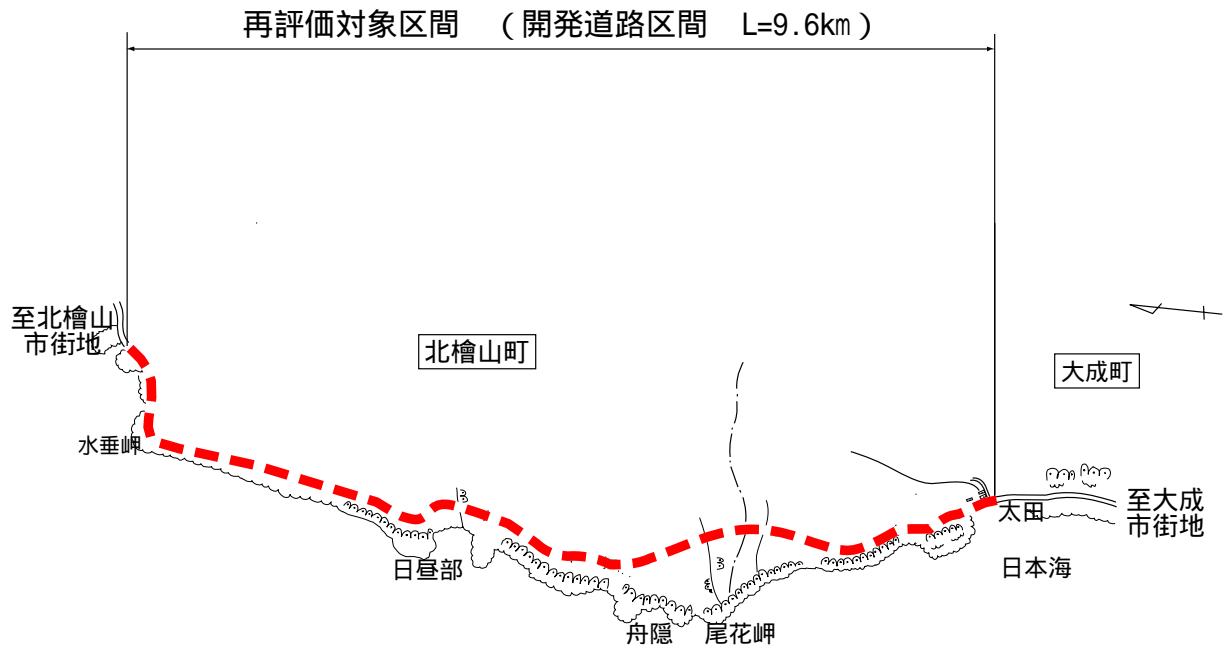 再評価対象区間　（開発道路区間　L=9.6km）
至北檜山
市街地
北檜山町
大成町
水垂岬
至大成
市街地
太田
日昼部
日本海
舟隠
尾花岬